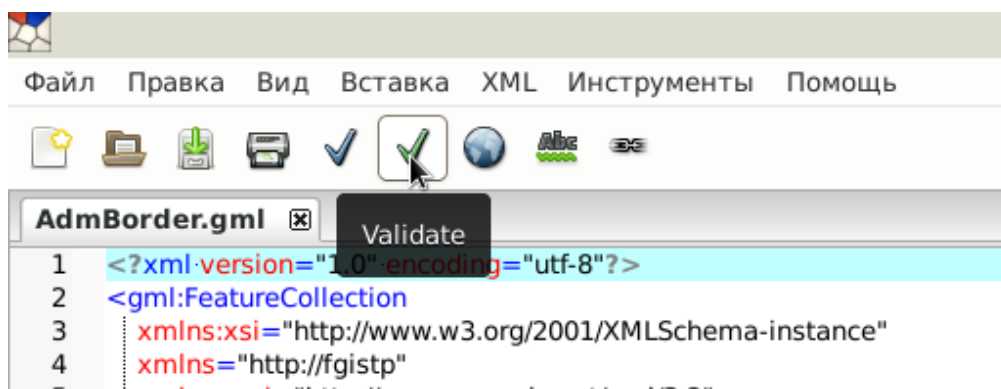 Файл Правка Вид Вставка XML Инструменты Помощь
Abc
AdmBorder.gml
Validate
1 <?xml version="1.0" encoding="utf-8"?>
2 <gml:FeatureCollection
3 xmlns:xsi="http://www.w3.org/2001/XMLSchema-instance"
4 xmlns="http://fgistp"